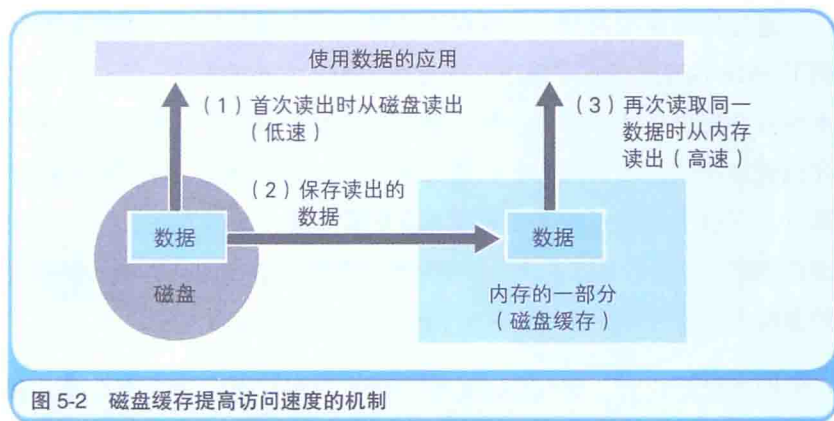 使用数据的应用
（1）首次读出时从磁盘读出
（低速）
（3）再次读取同一
数据时从内存
读出（高速）
（2）保存读出的
数据
数据
数据
磁盘
内存的一部分
（磁盘缓存）
图 5-2 磁盘缓存提高访问速度的机制